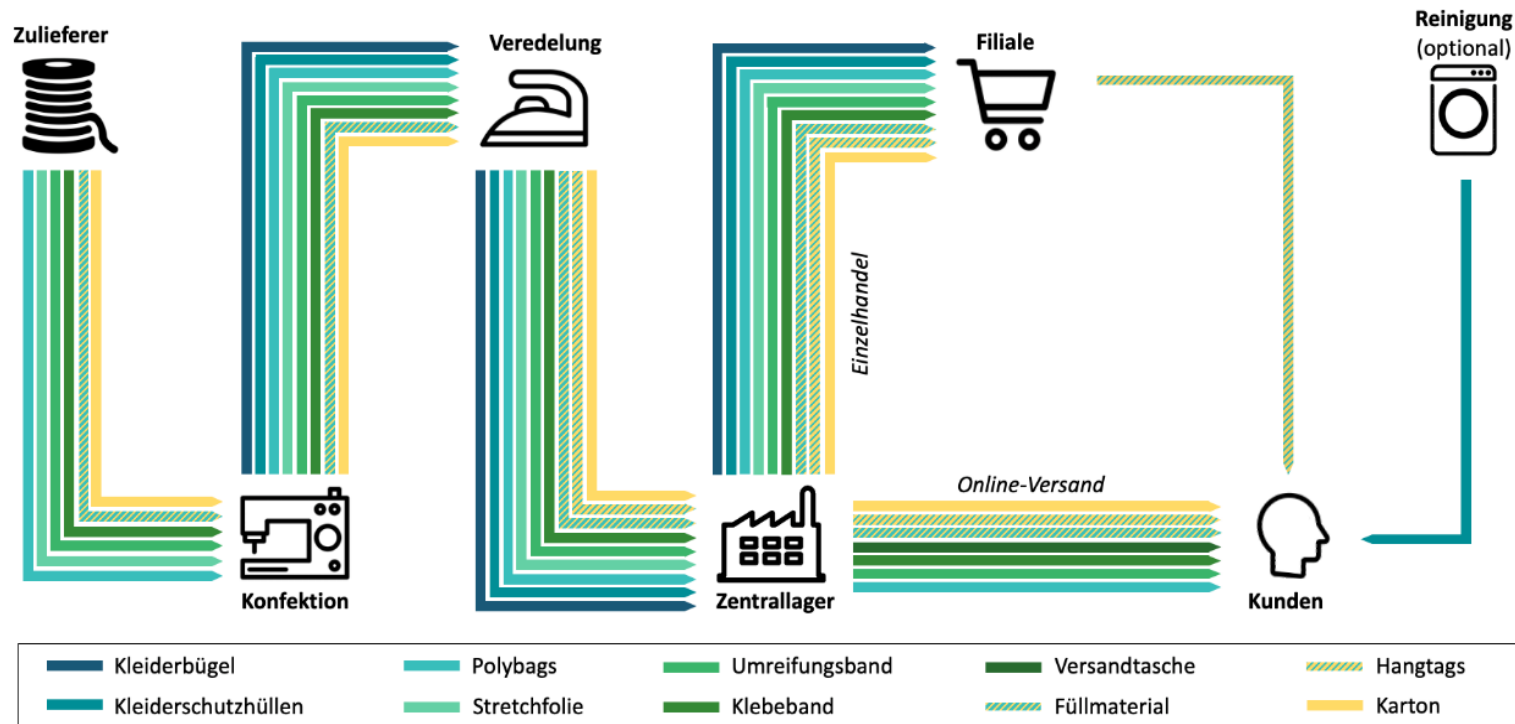 Zulieferer
Veredelung
Filiale
Reinigung
(optional)
Einzelhandel
Online-Versand
Konfektion
Zentrallager
Kunden
Kleiderbügel
Polybags
Umreifungsband
Versandtasche
Hangtags
Kleiderschutzhüllen
Stretchfolie
Klebeband
Füllmaterial
Karton